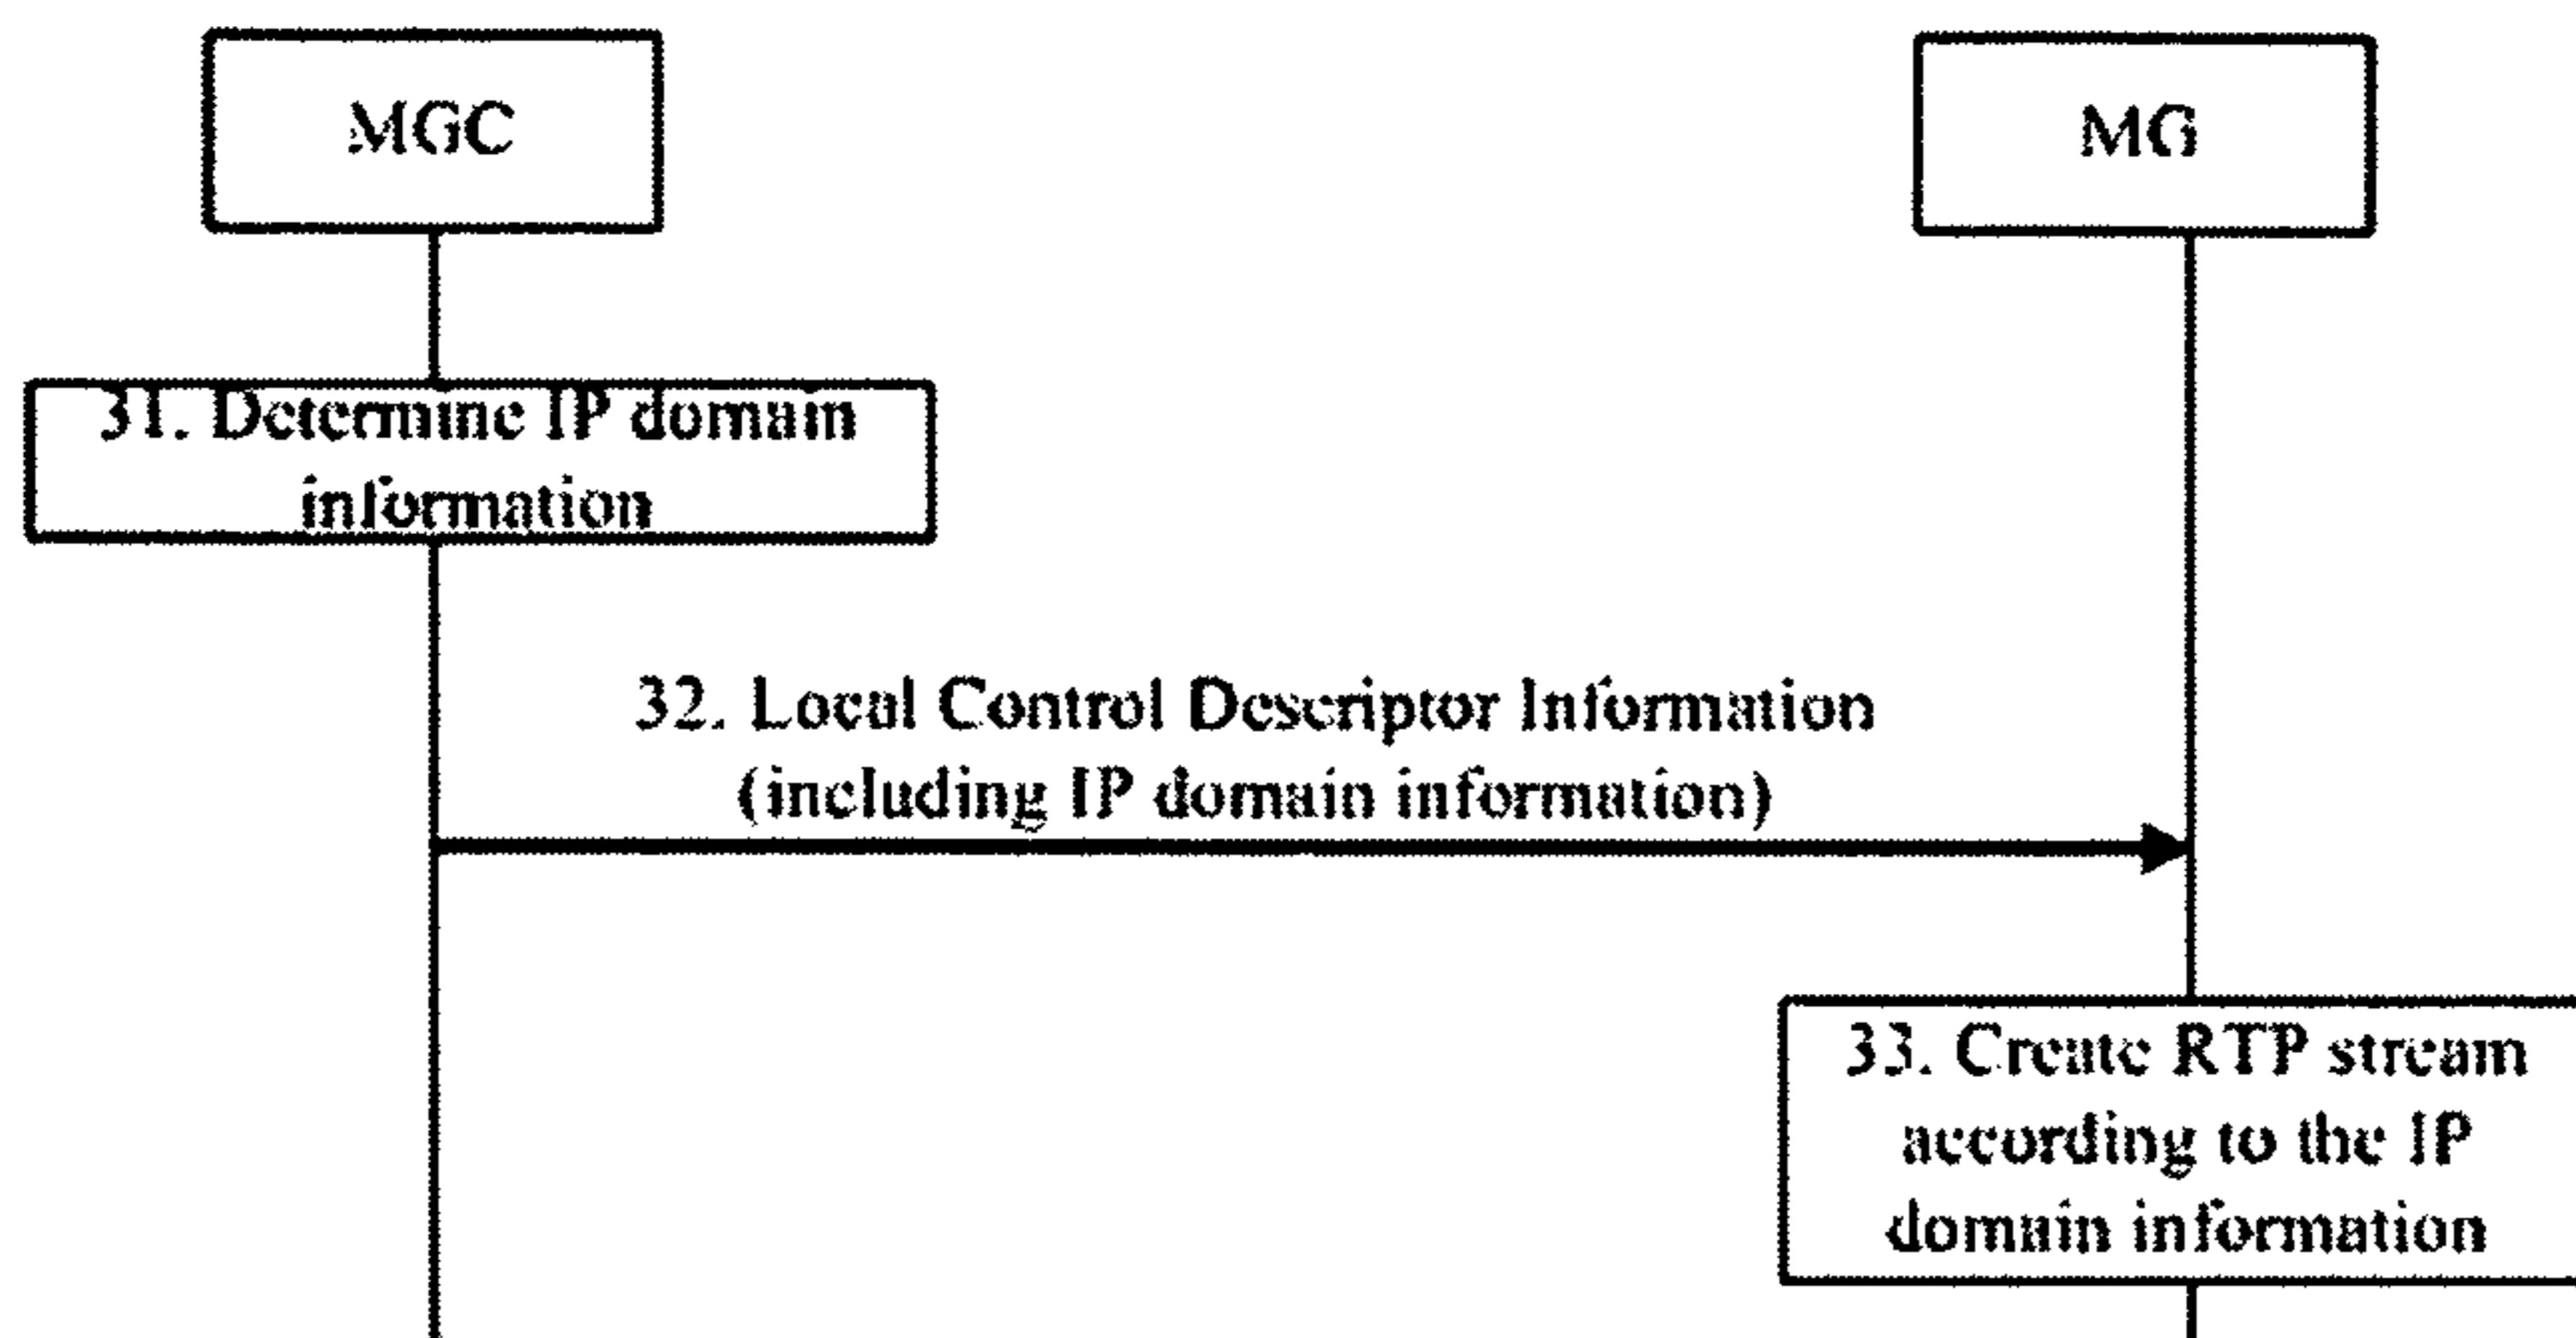 MGC
MG
31. Determine IP domain
information
32. Local Control Descriptor Information
(including IP domain information)
33. Create RTP stream
according to the IP
domain information